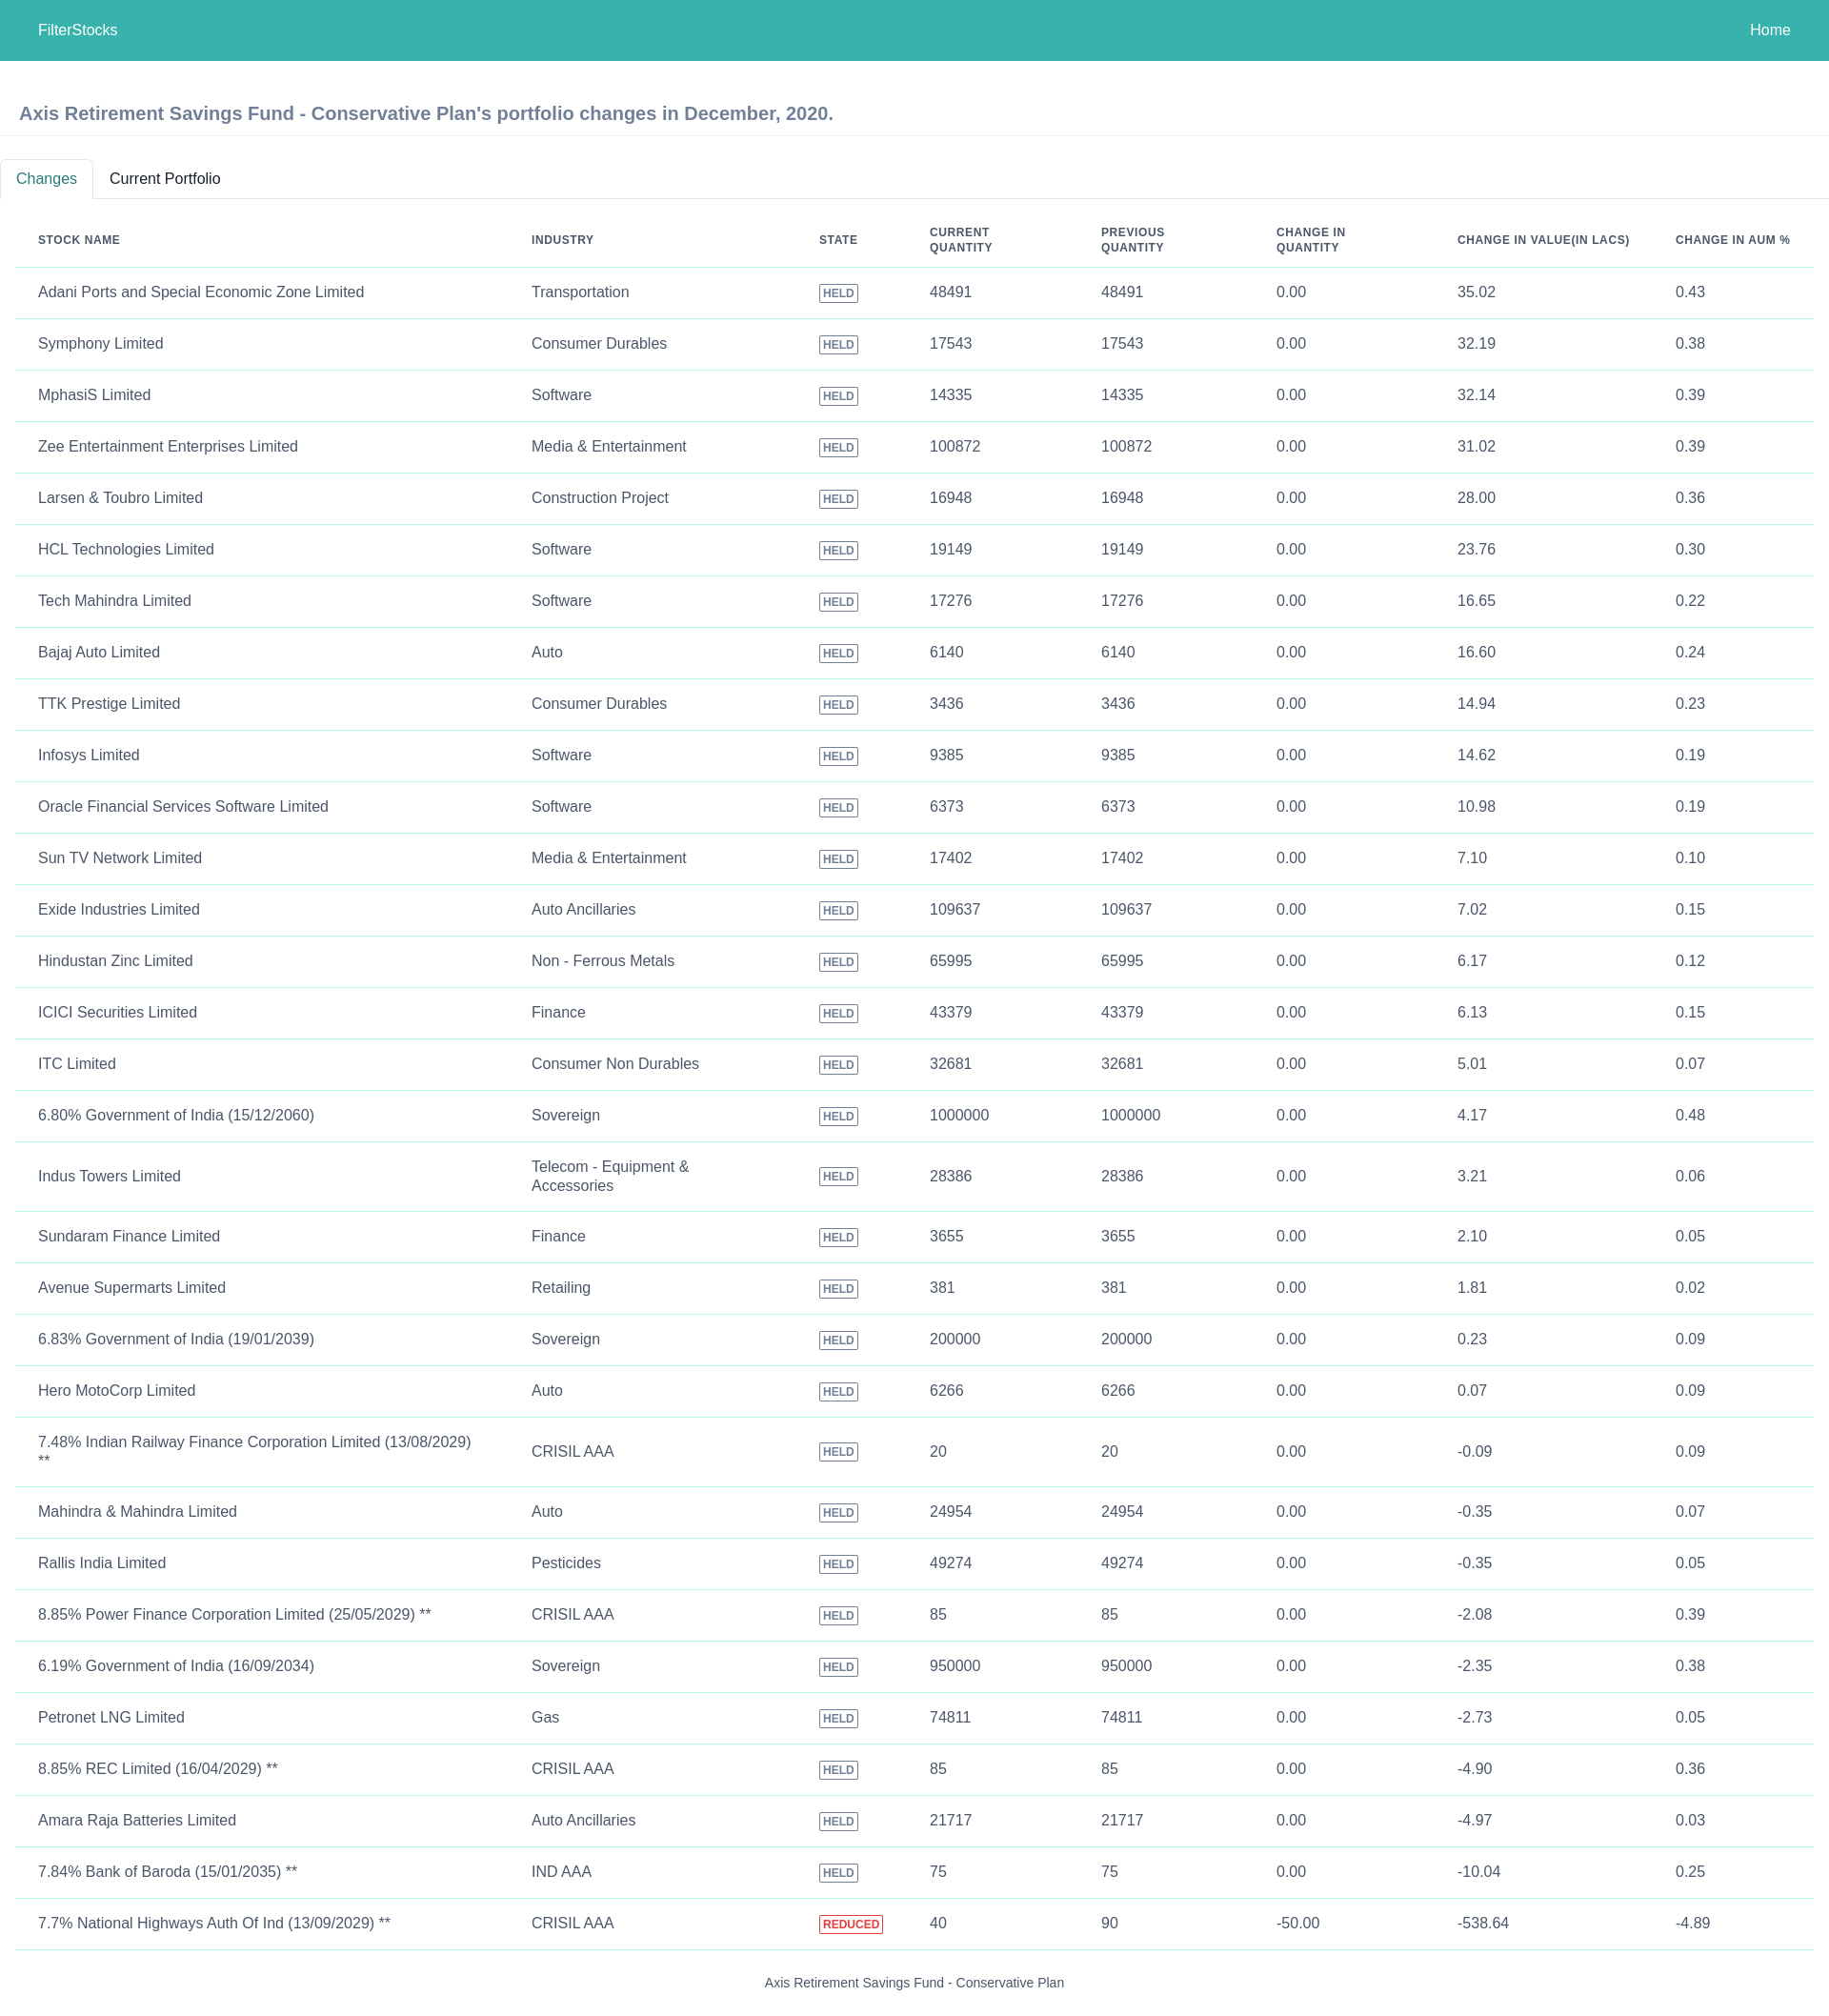 FilterStocks Home
Axis Retirement Savings Fund - Conservative Plan's portfolio changes in December, 2020.
Changes Current Portfolio
STOCK NAME INDUSTRY STATE CURRENT QUANTITY PREVIOUS QUANTITY CHANGE IN QUANTITY CHANGE IN VALUE(IN LACS) CHANGE IN AUM %
Adani Ports and Special Economic Zone Limited Transportation HELD 48491 48491 0.00 35.02 0.43
Symphony Limited Consumer Durables HELD 17543 17543 0.00 32.19 0.38
MphasiS Limited Software HELD 14335 14335 0.00 32.14 0.39
Zee Entertainment Enterprises Limited Media & Entertainment HELD 100872 100872 0.00 31.02 0.39
Larsen & Toubro Limited Construction Project HELD 16948 16948 0.00 28.00 0.36
HCL Technologies Limited Software HELD 19149 19149 0.00 23.76 0.30
Tech Mahindra Limited Software HELD 17276 17276 0.00 16.65 0.22
Bajaj Auto Limited Auto HELD 6140 6140 0.00 16.60 0.24
TTK Prestige Limited Consumer Durables HELD 3436 3436 0.00 14.94 0.23
Infosys Limited Software HELD 9385 9385 0.00 14.62 0.19
Oracle Financial Services Software Limited Software HELD 6373 6373 0.00 10.98 0.19
Sun TV Network Limited Media & Entertainment HELD 17402 17402 0.00 7.10 0.10
Exide Industries Limited Auto Ancillaries HELD 109637 109637 0.00 7.02 0.15
Hindustan Zinc Limited Non - Ferrous Metals HELD 65995 65995 0.00 6.17 0.12
ICICI Securities Limited Finance HELD 43379 43379 0.00 6.13 0.15
ITC Limited Consumer Non Durables HELD 32681 32681 0.00 5.01 0.07
6.80% Government of India (15/12/2060) Sovereign HELD 1000000 1000000 0.00 4.17 0.48
Indus Towers Limited Telecom - Equipment & Accessories HELD 28386 28386 0.00 3.21 0.06
Sundaram Finance Limited Finance HELD 3655 3655 0.00 2.10 0.05
Avenue Supermarts Limited Retailing HELD 381 381 0.00 1.81 0.02
6.83% Government of India (19/01/2039) Sovereign HELD 200000 200000 0.00 0.23 0.09
Hero MotoCorp Limited Auto HELD 6266 6266 0.00 0.07 0.09
7.48% Indian Railway Finance Corporation Limited (13/08/2029) ** CRISIL AAA HELD 20 20 0.00 -0.09 0.09
Mahindra & Mahindra Limited Auto HELD 24954 24954 0.00 -0.35 0.07
Rallis India Limited Pesticides HELD 49274 49274 0.00 -0.35 0.05
8.85% Power Finance Corporation Limited (25/05/2029) ** CRISIL AAA HELD 85 85 0.00 -2.08 0.39
6.19% Government of India (16/09/2034) Sovereign HELD 950000 950000 0.00 -2.35 0.38
Petronet LNG Limited Gas HELD 74811 74811 0.00 -2.73 0.05
8.85% REC Limited (16/04/2029) ** CRISIL AAA HELD 85 85 0.00 -4.90 0.36
Amara Raja Batteries Limited Auto Ancillaries HELD 21717 21717 0.00 -4.97 0.03
7.84% Bank of Baroda (15/01/2035) ** IND AAA HELD 75 75 0.00 -10.04 0.25
7.7% National Highways Auth Of Ind (13/09/2029) ** CRISIL AAA REDUCED 40 90 -50.00 -538.64 -4.89
Axis Retirement Savings Fund - Conservative Plan